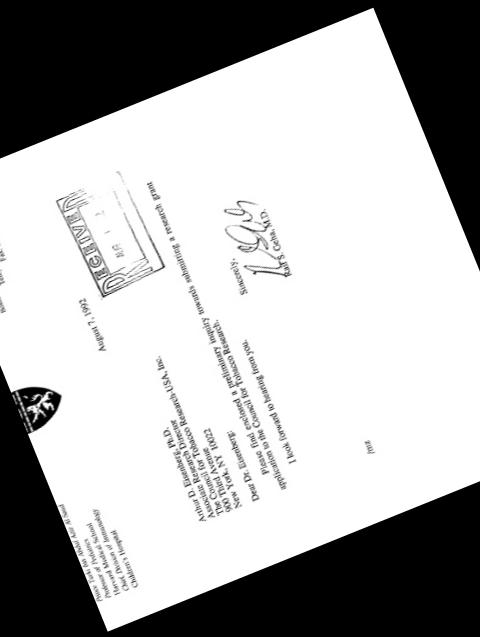 Prince Turki bin Abdul Aziz Al-Saud
Professor of Pediatrics
Harvard Medical School
Chief, Division of Immunology
Children's Hospital
August 7, 1992
RECEIVED
Arthur D. Eisenberg, Ph.D.
Associate Research Director
The Council for Tobacco Research-USA, Inc.
900 Third Avenue
New York, NY 10022
Dear Dr. Eisenberg:
Please find enclosed a preliminary inquiry towards submitting a research grant
application to the Council for Tobacco Research.
I look forward to hearing from you.
Sincerely,
Raif S. Geha, M.D.